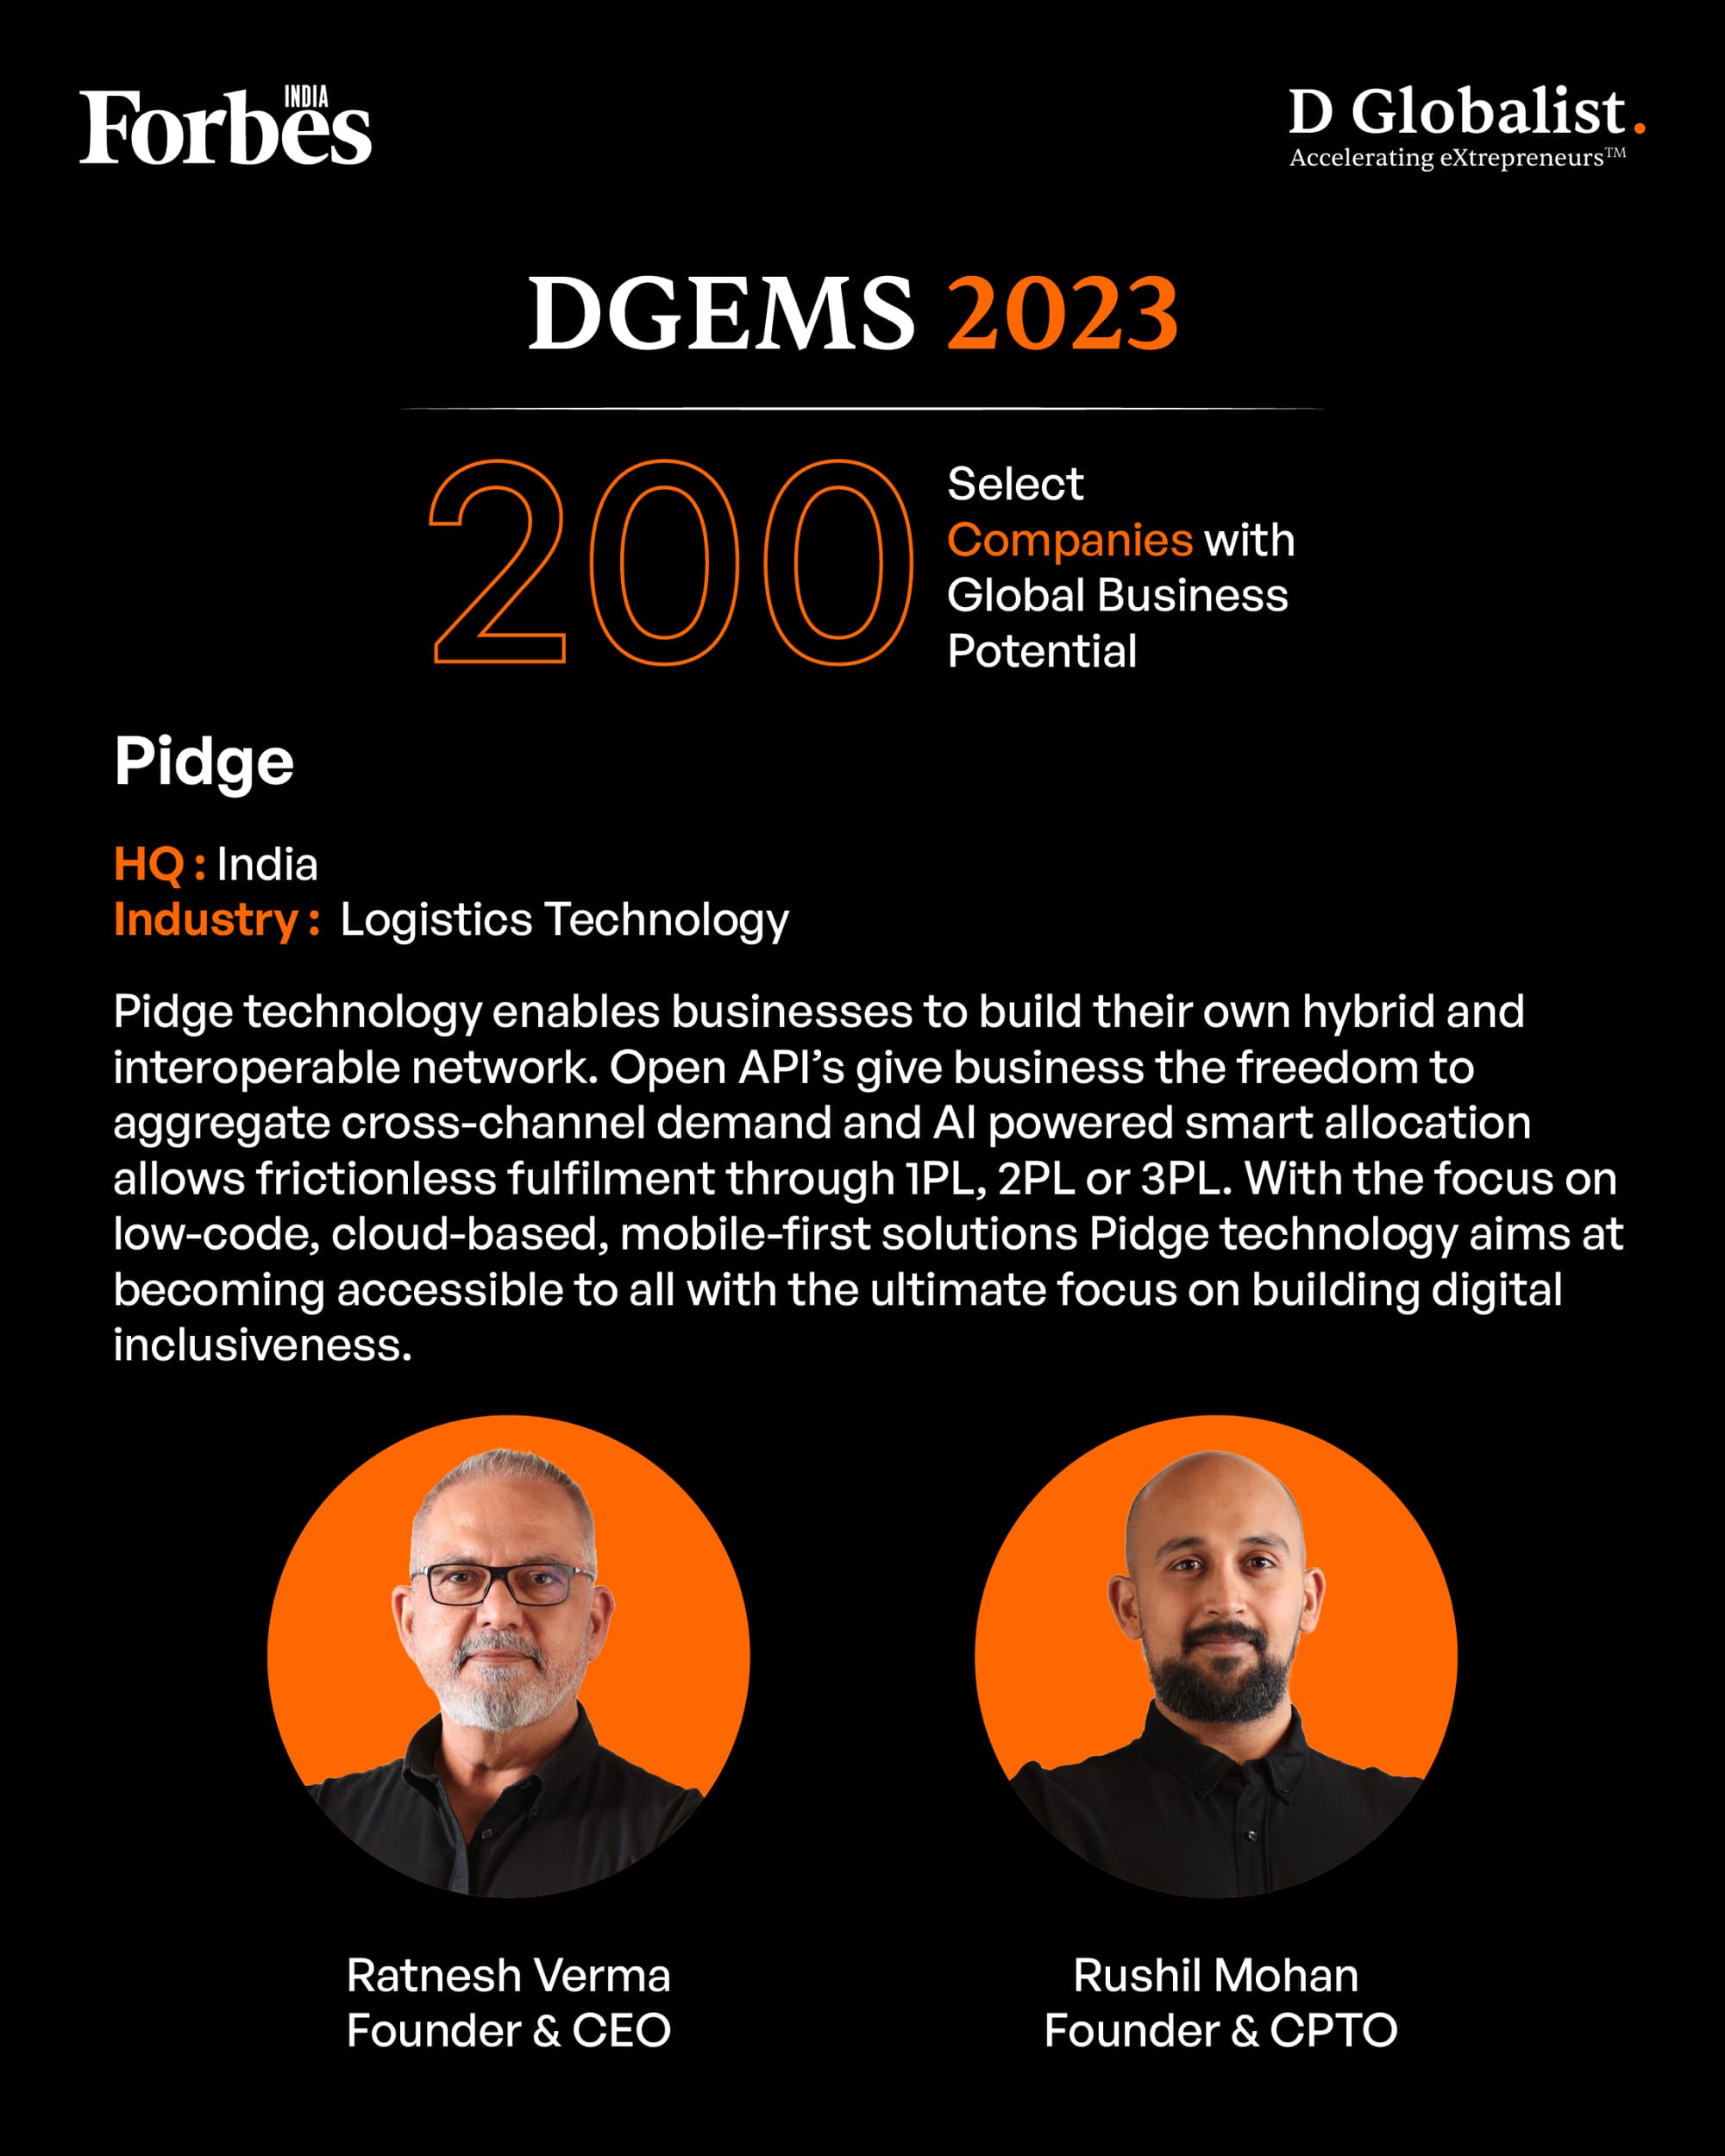 Forbes INDIA
D Globalist.
Accelerating eXtrepreneurs™
DGEMS 2023
200
Select
Companies with
Global Business
Potential
Pidge
HQ : India
Industry : Logistics Technology
Pidge technology enables businesses to build their own hybrid and
interoperable network. Open API’s give business the freedom to
aggregate cross-channel demand and AI powered smart allocation
allows frictionless fulfilment through 1PL, 2PL or 3PL. With the focus on
low-code, cloud-based, mobile-first solutions Pidge technology aims at
becoming accessible to all with the ultimate focus on building digital
inclusiveness.
Ratnesh Verma
Founder & CEO
Rushil Mohan
Founder & CPTO